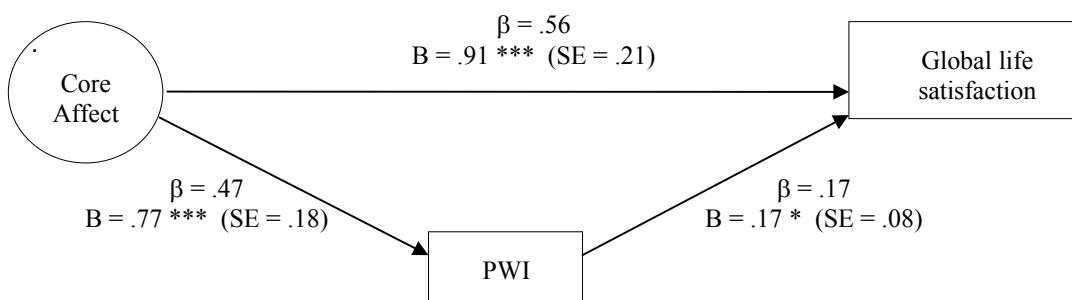 β = .56
B = .91 *** (SE = .21)
Core
Affect
Global life
satisfaction
β = .47
B = .77 *** (SE = .18)
β = .17
B = .17 * (SE = .08)
PWI